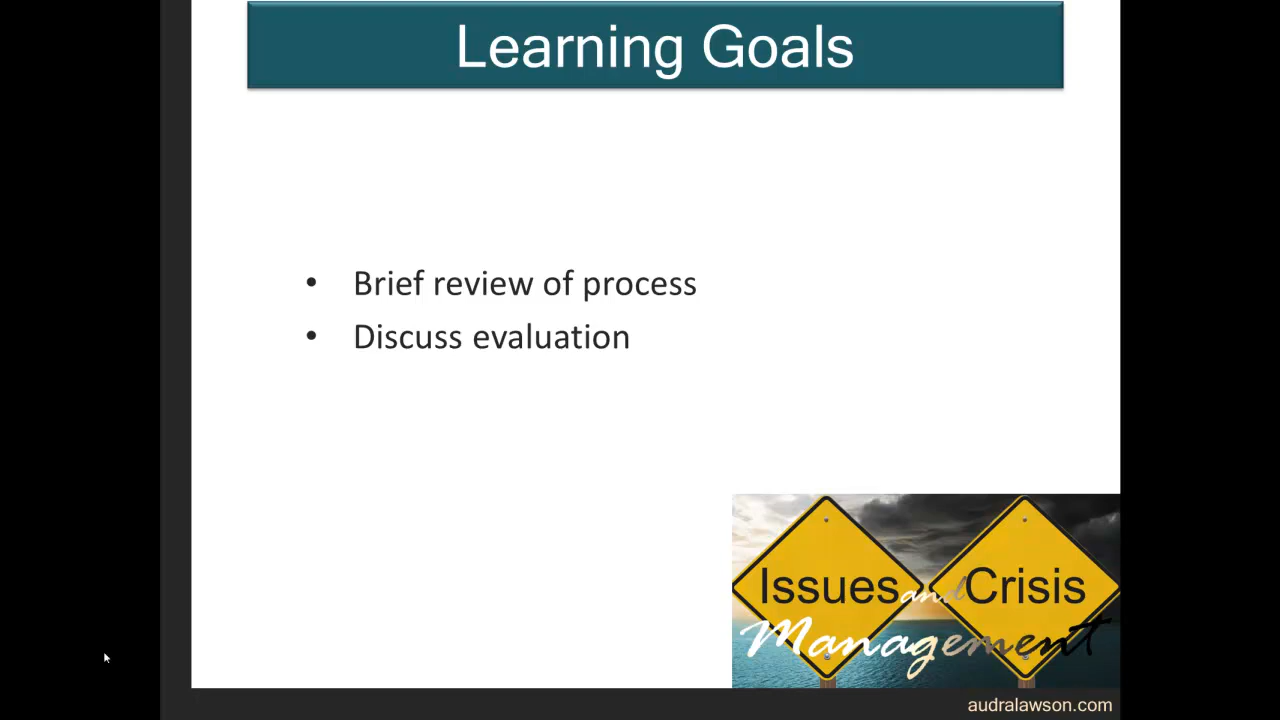 Learning Goals
• Brief review of process
• Discuss evaluation
Issues and Crisis
Management
audralawson.com